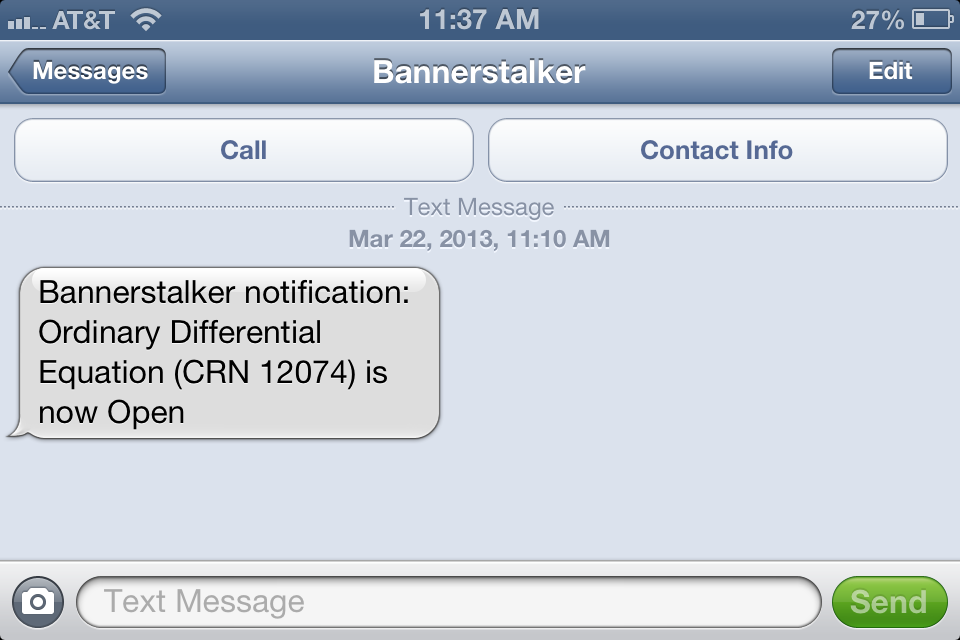 AT&T 11:37 AM 27%
Messages Bannerstalker Edit
Call Contact Info
Text Message
Mar 22, 2013, 11:10 AM
Bannerstalker notification:
Ordinary Differential
Equation (CRN 12074) is
now Open
Text Message Send